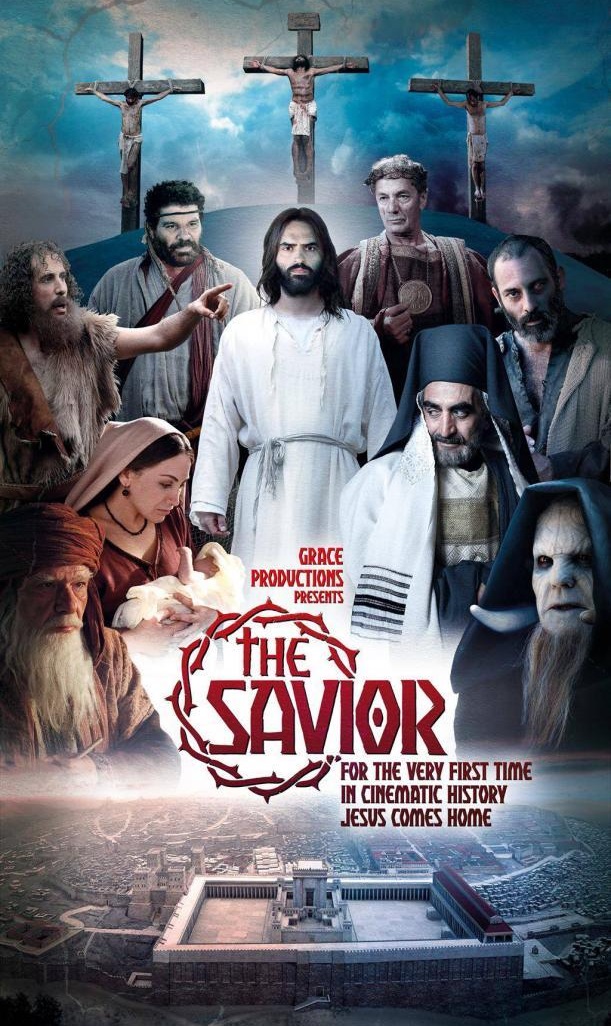 GRACE
PRODUCTIONS
PRESENTS
THE
SAVIOR
"FOR THE VERY FIRST TIME
IN CINEMATIC HISTORY
JESUS COMES HOME